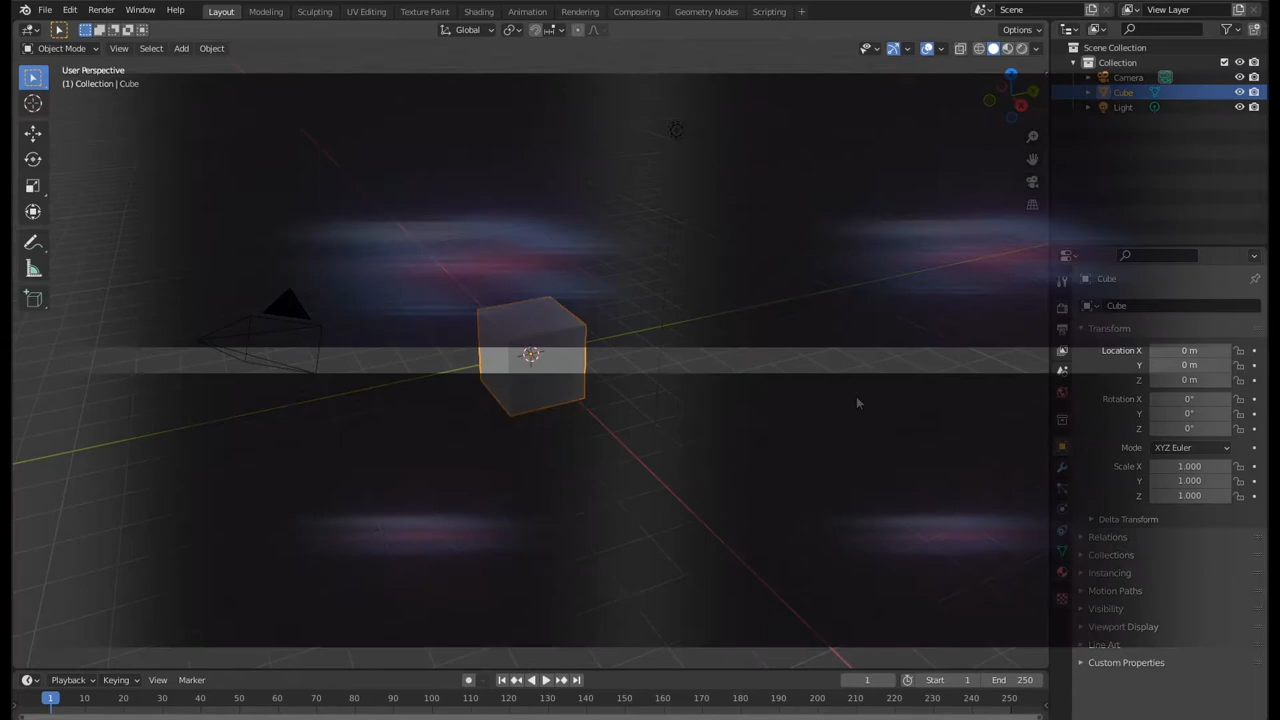 File Edit Render Window Help Layout Modeling Sculpting UV Editing Texture Paint Shading Animation Rendering Compositing Geometry Nodes Scripting + Scene View Layer
Global Options
Object Mode View Select Add Object
User Perspective
(1) Collection | Cube
Scene Collection
Collection
Camera
Cube
Light
Cube
Cube
Transform
Location X 0 m
Y 0 m
Z 0 m
Rotation X 0°
Y 0°
Z 0°
Mode XYZ Euler
Scale X 1.000
Y 1.000
Z 1.000
Delta Transform
Relations
Collections
Instancing
Motion Paths
Visibility
Viewport Display
Line Art
Custom Properties
Playback Keying View Marker 1 Start 1 End 250
1 10 20 30 40 50 60 70 80 90 100 110 120 130 140 150 160 170 180 190 200 210 220 230 240 250